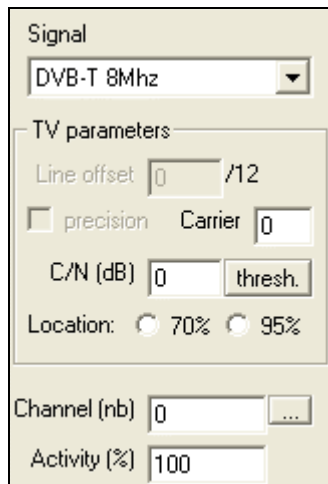 Signal
DVB-T 8Mhz
TV parameters
Line offset 0 /12
precision Carrier 0
C/N (dB) 0 thresh.
Location: 70% 95%
Channel (nb) 0 ...
Activity (%) 100